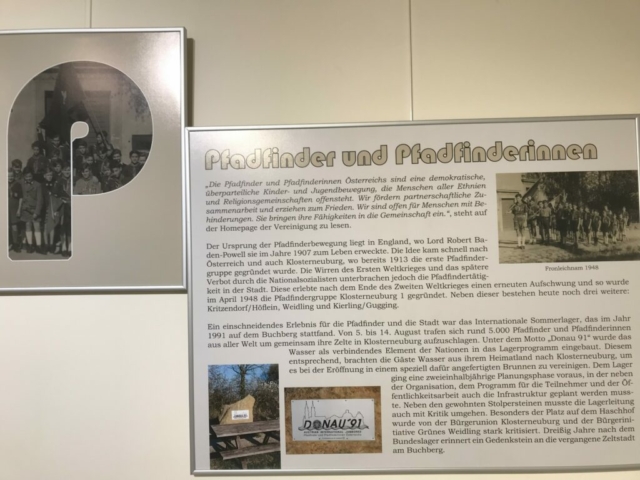 P
Pfadfinder und Pfadfinderinnen
„Die Pfadfinder und Pfadfinderinnen Österreichs sind eine demokratische,
überparteiliche Kinder- und Jugendbewegung, die Menschen aller Ethnien
und Religionsgemeinschaften offensteht. Wir fördern partnerschaftliche Zu-
sammenarbeit und erziehen zum Frieden. Wir sind offen für Menschen mit Be-
hinderungen. Sie bringen ihre Fähigkeiten in die Gemeinschaft ein.“, steht auf
der Homepage der Vereinigung zu lesen.
Fronleichnam 1948
Der Ursprung der Pfadfinderbewegung liegt in England, wo Lord Robert Ba-
den-Powell sie im Jahre 1907 zum Leben erweckte. Die Idee kam schnell nach
Österreich und auch Klosterneuburg, wo bereits 1913 die erste Pfadfinder-
gruppe gegründet wurde. Die Wirren des Ersten Weltkrieges und das spätere
Verbot durch die Nationalsozialisten unterbrachen jedoch die Pfadfindertätig-
keit in der Stadt. Diese erlebte nach dem Ende des Zweiten Weltkrieges einen erneuten Aufschwung und so wurde
im April 1948 die Pfadfindergruppe Klosterneuburg 1 gegründet. Neben dieser bestehen heute noch drei weitere:
Kritzendorf/Höflein, Weidling und Kierling/Gugging.
Ein einschneidendes Erlebnis für die Pfadfinder und die Stadt war das Internationale Sommerlager, das im Jahr
1991 auf dem Buchberg stattfand. Von 5. bis 14. August trafen sich rund 5.000 Pfadfinder und Pfadfinderinnen
aus aller Welt um gemeinsam ihre Zelte in Klosterneuburg aufzuschlagen. Unter dem Motto „Donau 91“ wurde das
Wasser als verbindendes Element der Nationen in das Lagerprogramm eingebaut. Diesem
entsprechend, brachten die Gäste Wasser aus ihrem Heimatland nach Klosterneuburg, um
es bei der Eröffnung in einem speziell dafür angefertigten Brunnen zu vereinigen. Dem Lager
ging eine zweieinhalbjährige Planungsphase voraus, in der neben
der Organisation, dem Programm für die Teilnehmer und der Öf-
fentlichkeitsarbeit auch die Infrastruktur geplant werden muss-
te. Neben den gewohnten Stolpersteinen musste die Lagerleitung
auch mit Kritik umgehen. Besonders der Platz auf dem Haschhof
wurde von der Bürgerunion Klosterneuburg und der Bürgerini-
tiative Grünes Weidling stark kritisiert. Dreißig Jahre nach dem
Bundeslager erinnert ein Gedenkstein an die vergangene Zeltstadt
am Buchberg.
DONAU '91